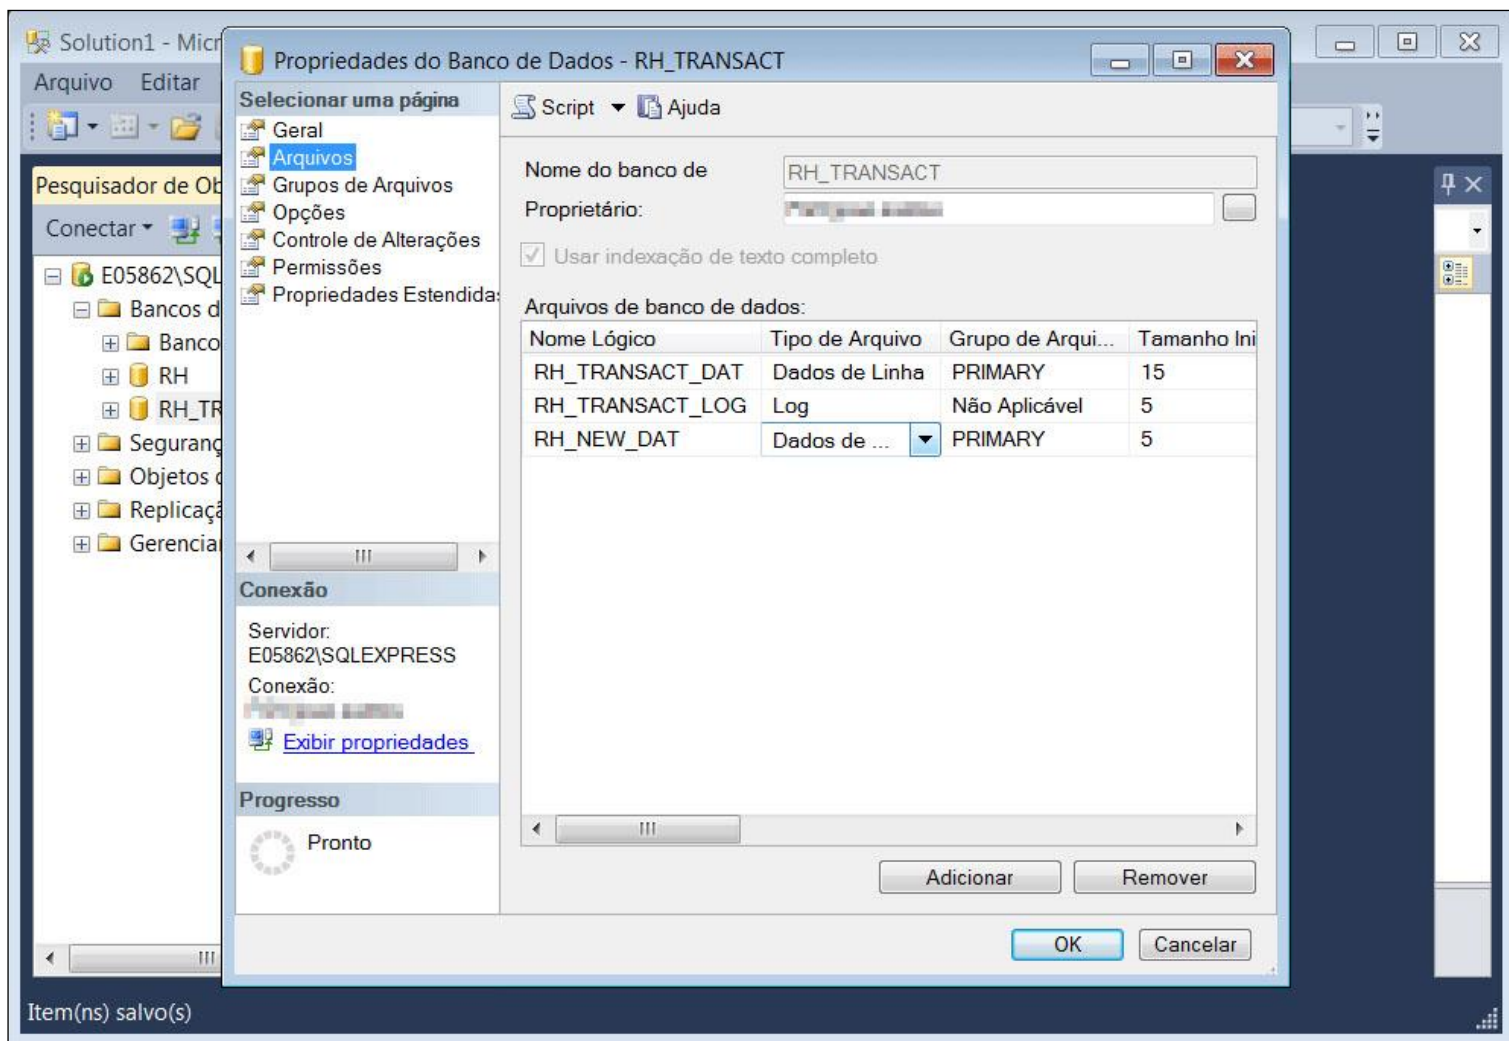 Solution1 - Micr
Arquivo Editar
Pesquisador de Ob
Conectar
E05862\SQL
Bancos d
Banco
RH
RH_TR
Seguranç
Objetos d
Replicaçã
Gerencia
Item(ns) salvo(s)
Propriedades do Banco de Dados - RH_TRANSACT
Selecionar uma página
Geral
Arquivos
Grupos de Arquivos
Opções
Controle de Alterações
Permissões
Propriedades Estendidas
Conexão
Servidor:
E05862\SQLEXPRESS
Conexão:
Exibir propriedades
Progresso
Pronto
Script Ajuda
Nome do banco de RH_TRANSACT
Proprietário:
Usar indexação de texto completo
Arquivos de banco de dados:
Nome Lógico Tipo de Arquivo Grupo de Arqui... Tamanho Ini
RH_TRANSACT_DAT Dados de Linha PRIMARY 15
RH_TRANSACT_LOG Log Não Aplicável 5
RH_NEW_DAT Dados de ... PRIMARY 5
Adicionar Remover
OK Cancelar